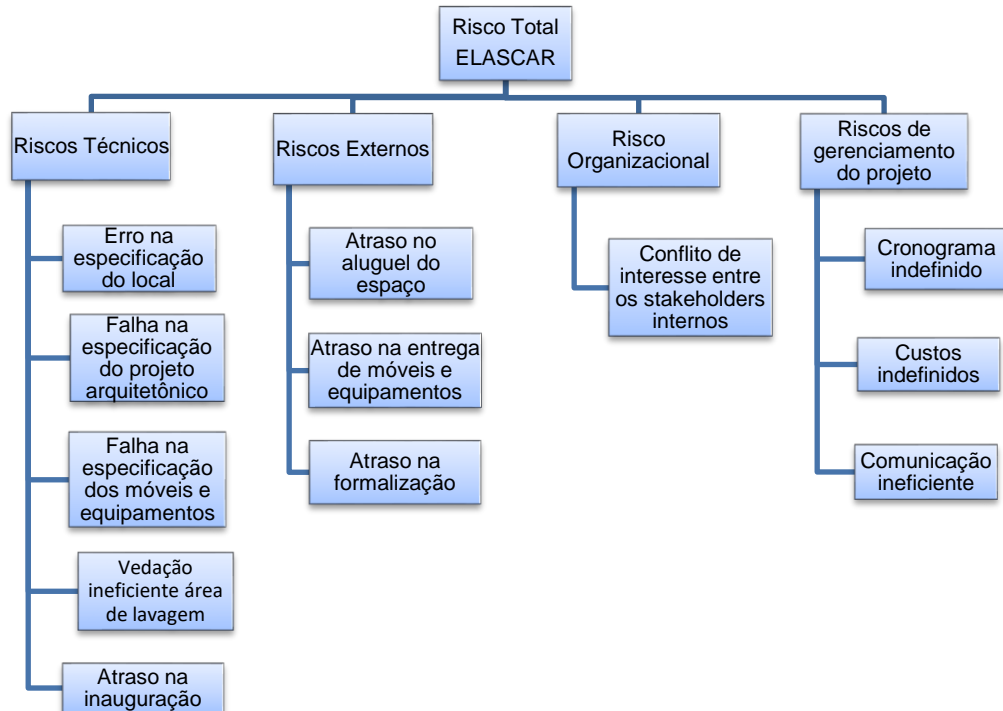 Risco Total
ELASCAR
Riscos Técnicos
Erro na
especificação
do local
Falha na
especificação
do projeto
arquitetônico
Falha na
especificação
dos móveis e
equipamentos
Vedação
ineficiente área
de lavagem
Atraso na
inauguração
Riscos Externos
Atraso no
aluguel do
espaço
Atraso na entrega
de móveis e
equipamentos
Atraso na
formalização
Risco
Organizacional
Conflito de
interesse entre
os stakeholders
internos
Riscos de
gerenciamento
do projeto
Cronograma
indefinido
Custos
indefinidos
Comunicação
ineficiente